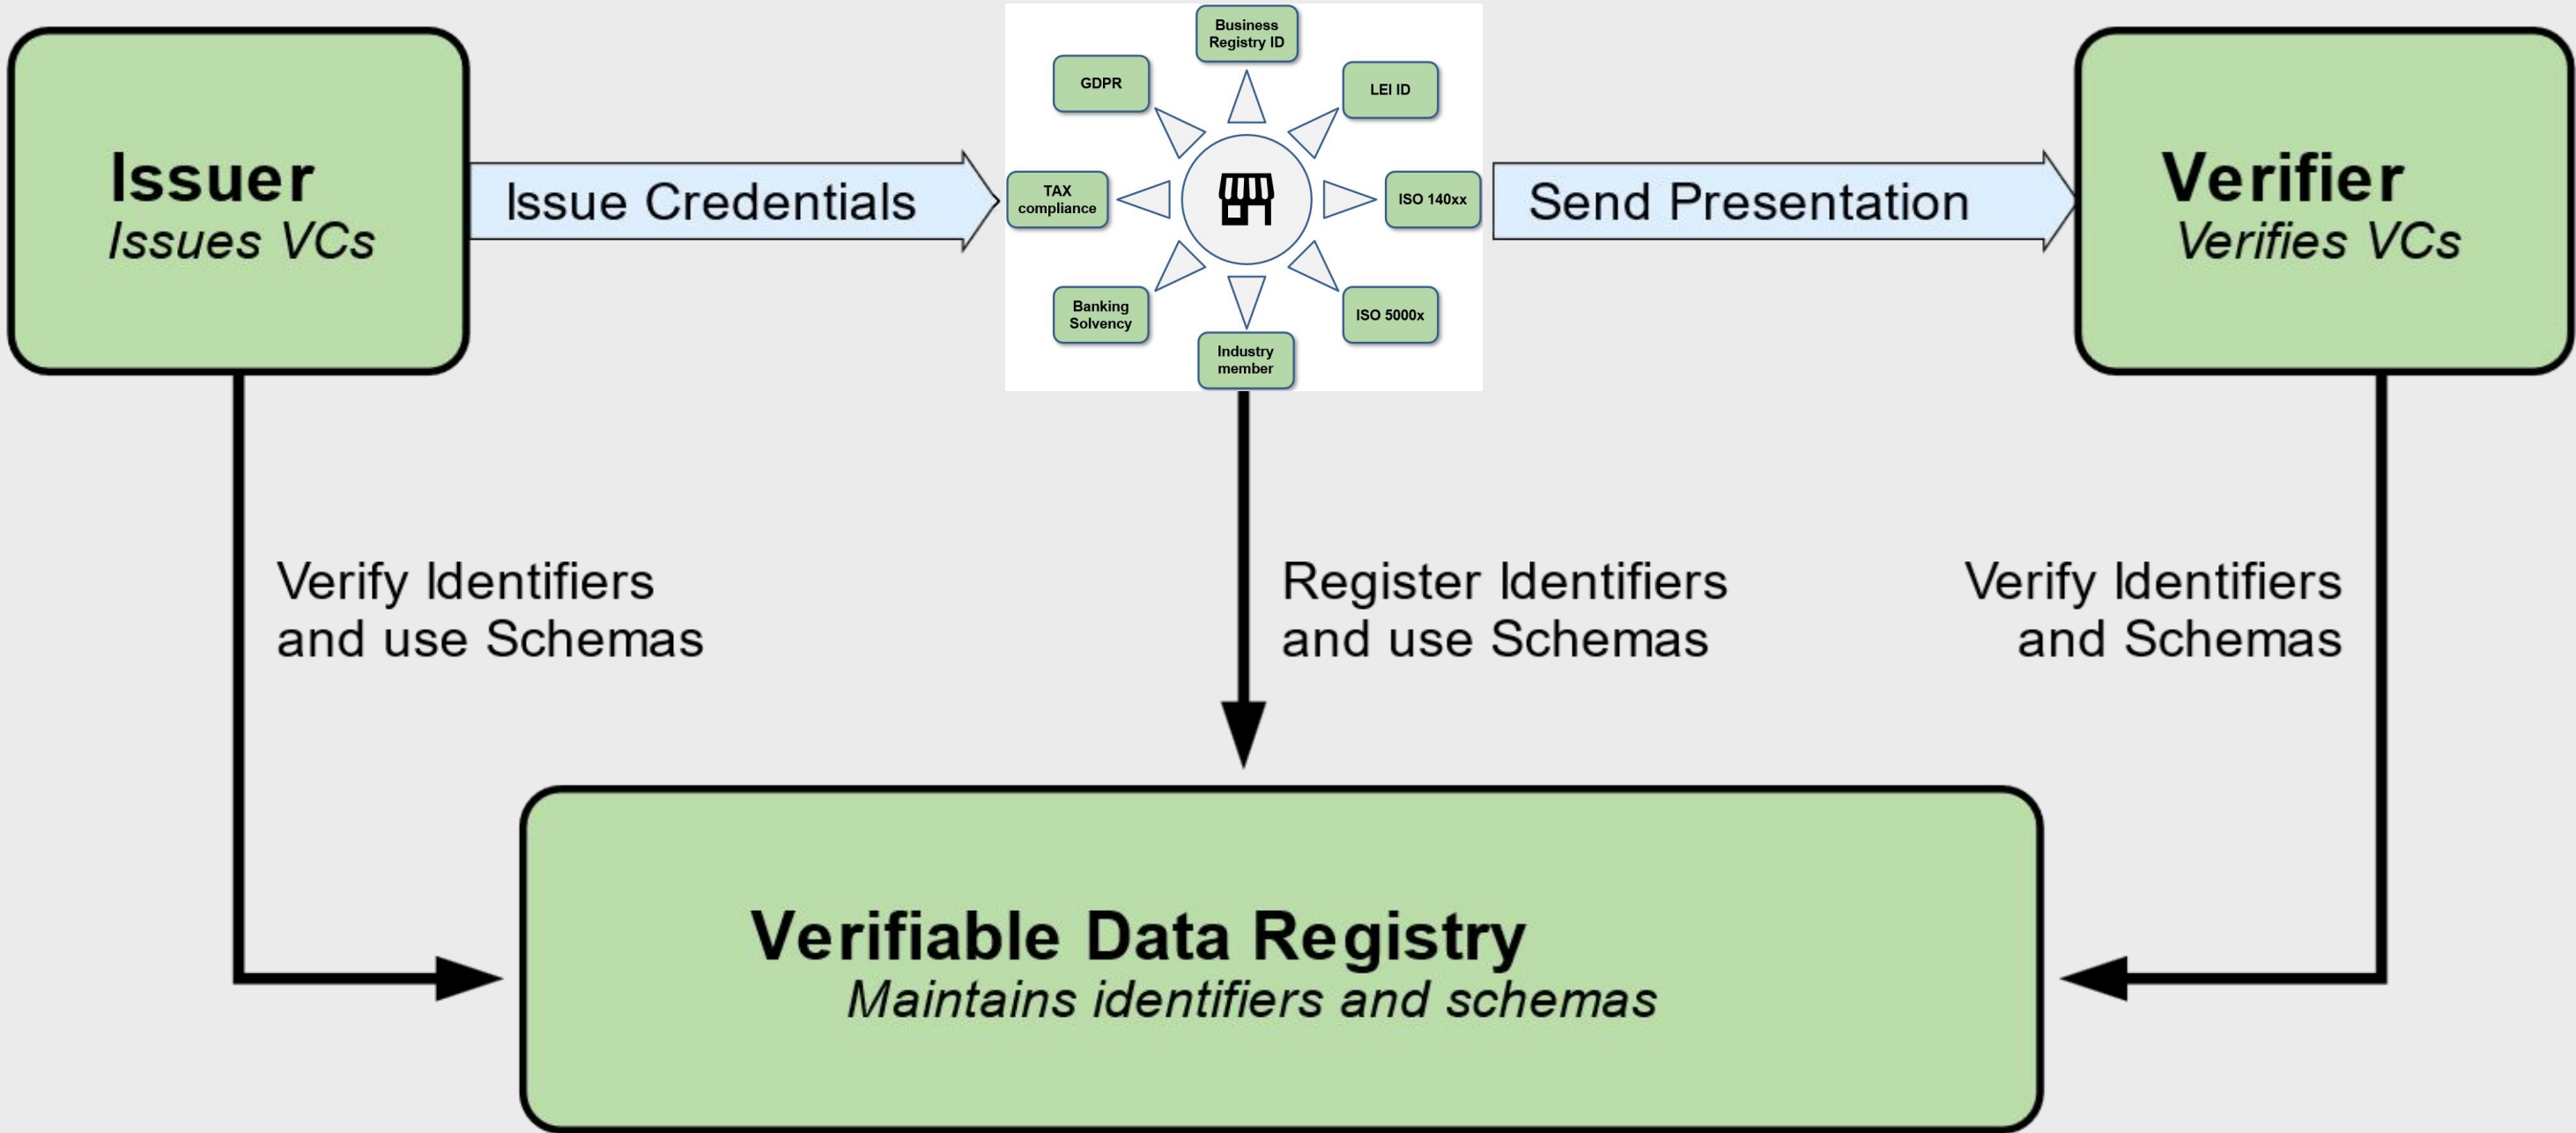 Issuer
Issues VCs
Issue Credentials
Business
Registry ID
GDPR
LEI ID
TAX
compliance
ISO 140xx
Banking
Solvency
ISO 5000x
Industry
member
Send Presentation
Verifier
Verifies VCs
Verify Identifiers
and use Schemas
Register Identifiers
and use Schemas
Verify Identifiers
and Schemas
Verifiable Data Registry
Maintains identifiers and schemas